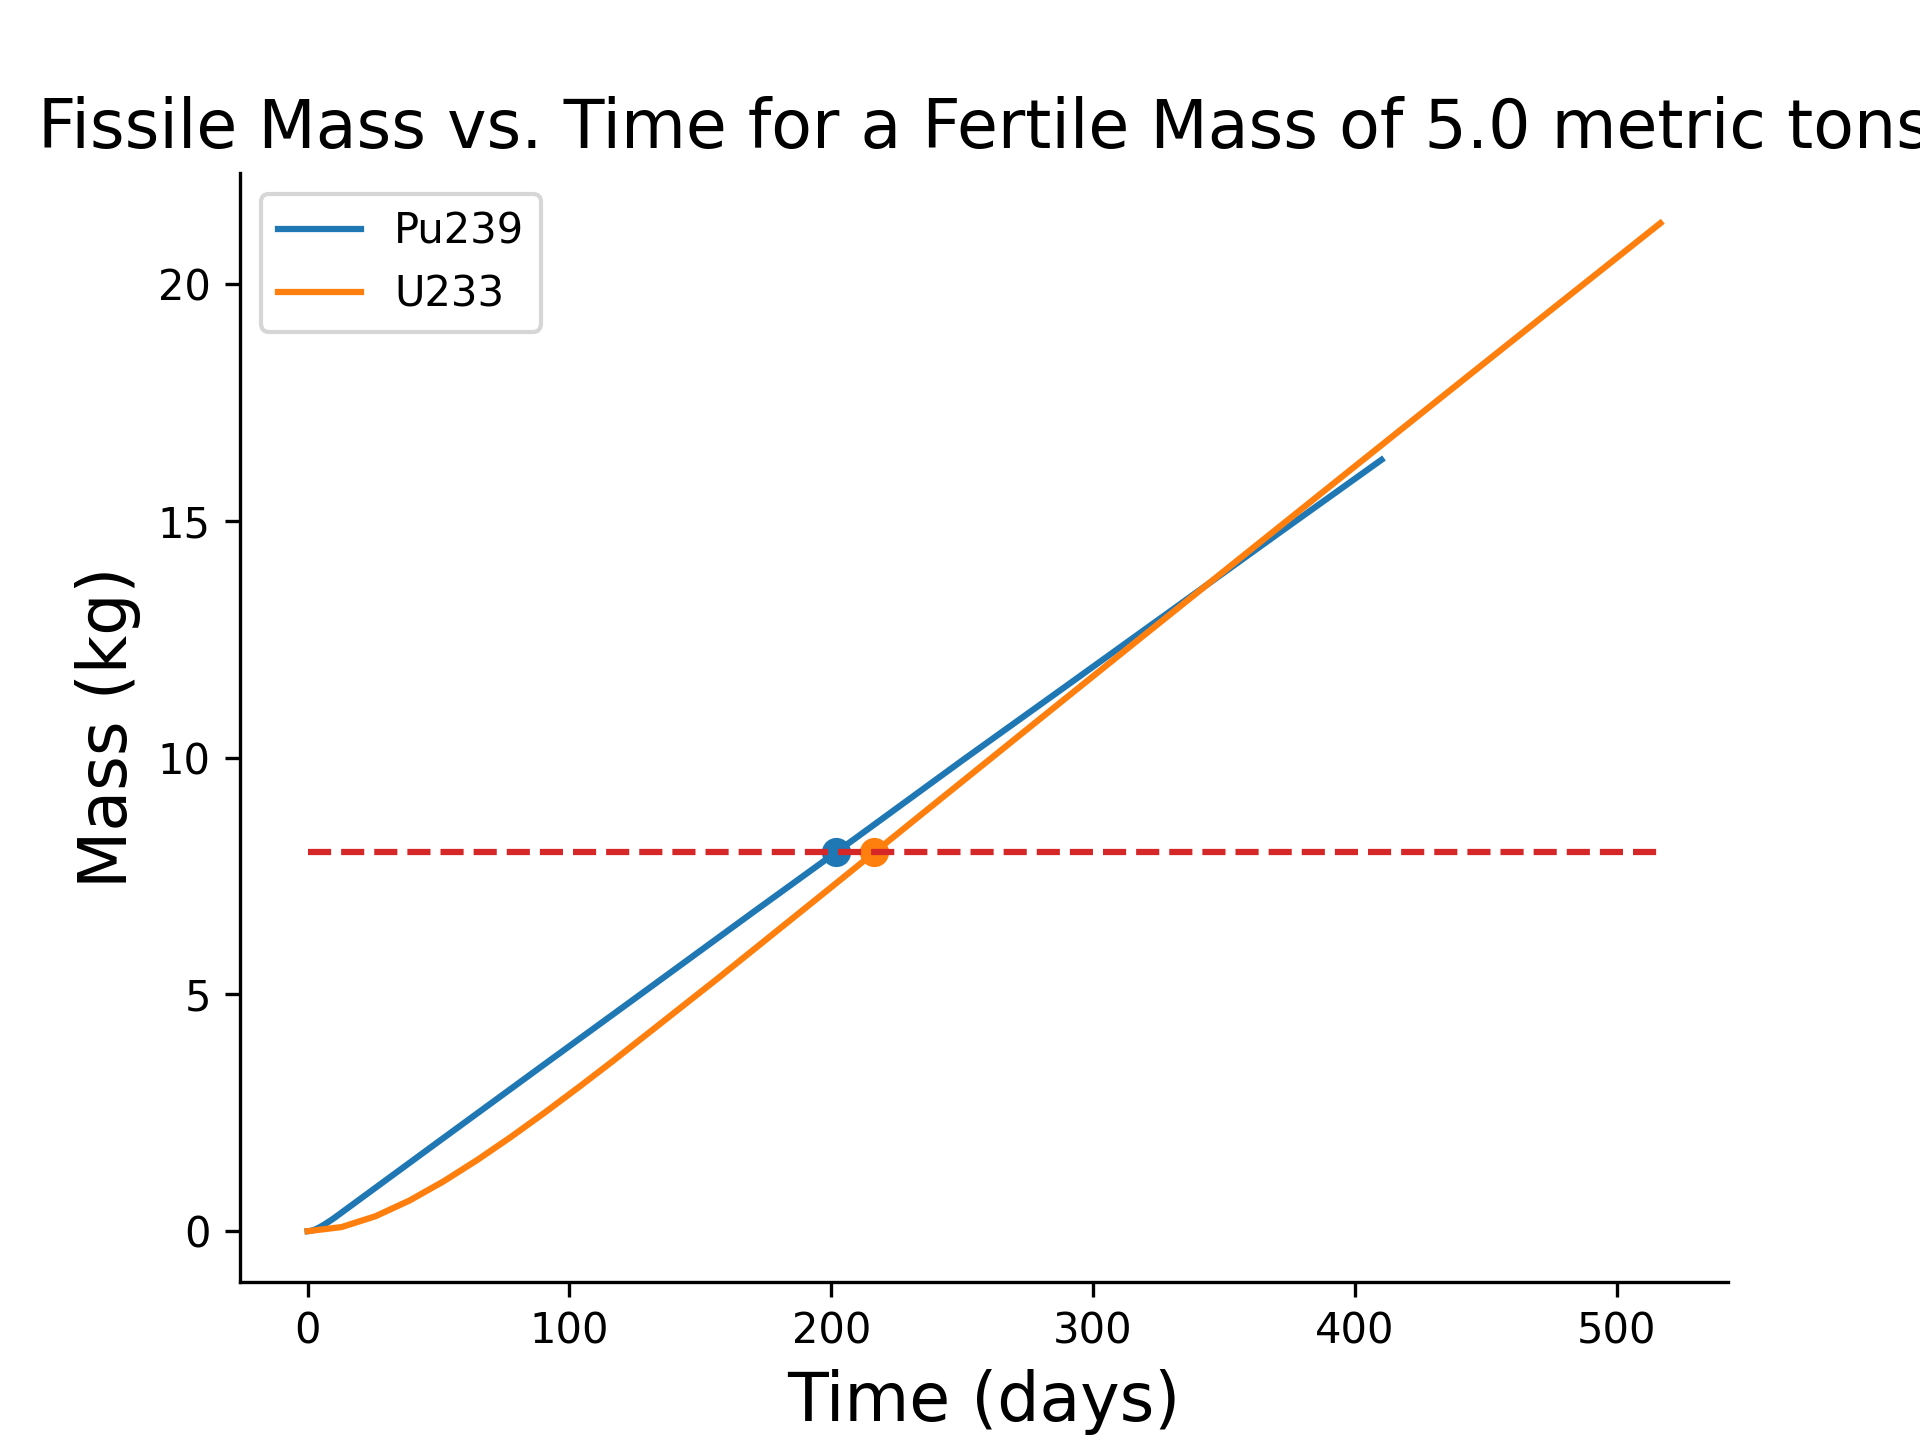 Fissile Mass vs. Time for a Fertile Mass of 5.0 metric tons
Pu239
U233
20
15
10
5
0
Mass (kg)
0 100 200 300 400 500
Time (days)